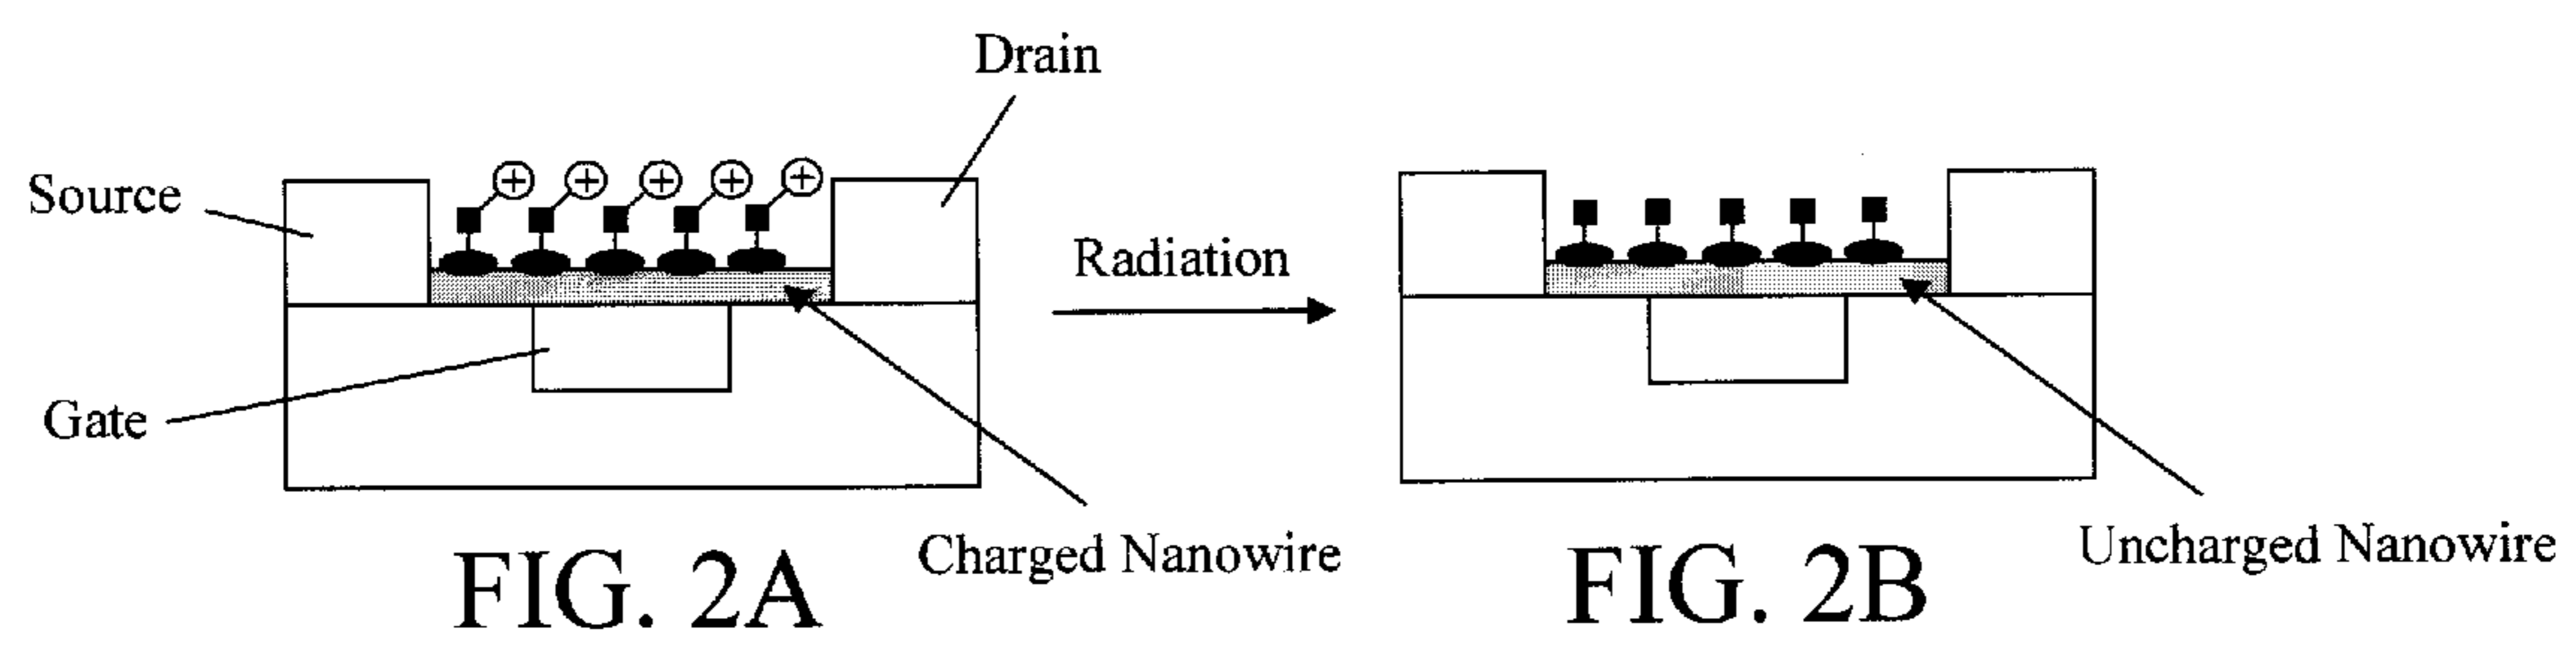 Drain
Source
Radiation
Gate
Charged Nanowire
Uncharged Nanowire
FIG. 2A
FIG. 2B